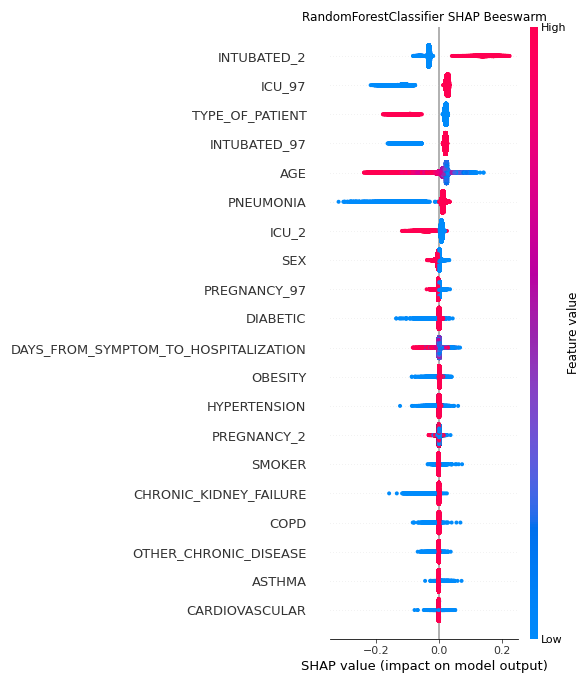 RandomForestClassifier SHAP Beeswarm
High
INTUBATED_2
ICU_97
TYPE_OF_PATIENT
INTUBATED_97
AGE
PNEUMONIA
ICU_2
SEX
PREGNANCY_97
DIABETIC
DAYS_FROM_SYMPTOM_TO_HOSPITALIZATION
OBESITY
HYPERTENSION
PREGNANCY_2
SMOKER
CHRONIC_KIDNEY_FAILURE
COPD
OTHER_CHRONIC_DISEASE
ASTHMA
CARDIOVASCULAR
Feature value
Low
−0.2 0.0 0.2
SHAP value (impact on model output)